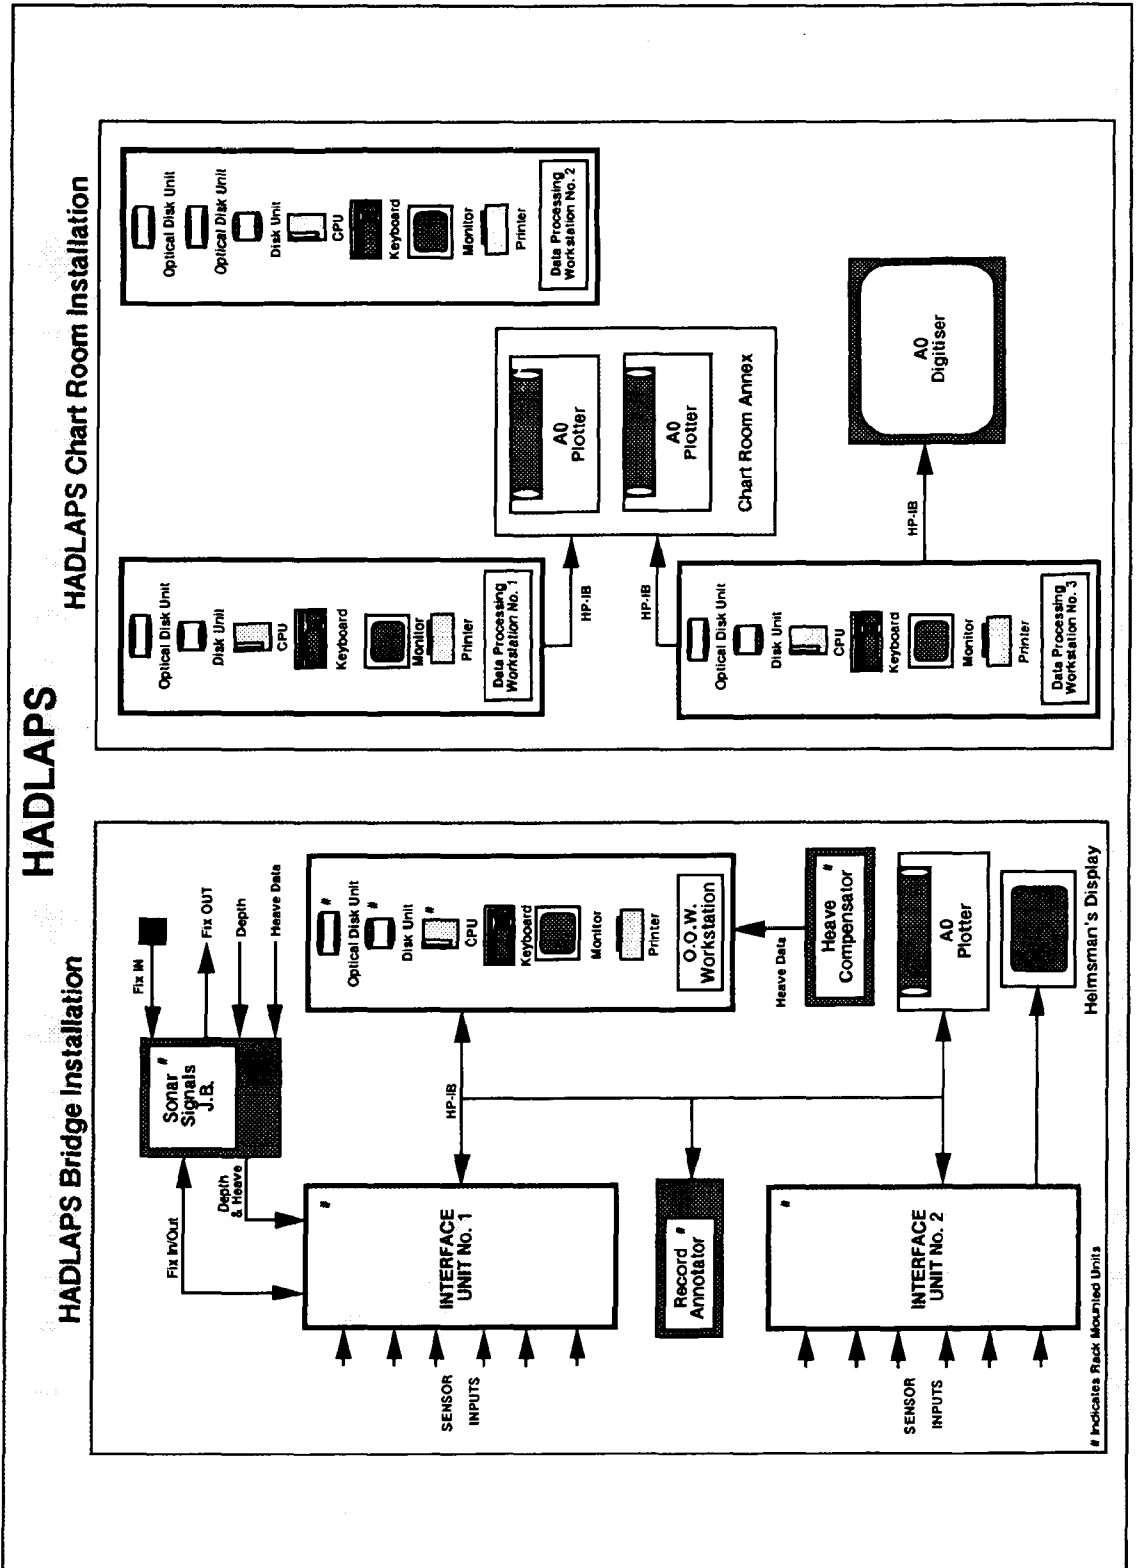 HADLAPS
HADLAPS Bridge Installation
Fix IN
Fix OUT
Depth
Heave Data
Sonar #
Signals
J.B.
Fix In/Out
Depth
& Heave
#
INTERFACE
UNIT No. 1
SENSOR
INPUTS
HP-IB
#
Optical Disk Unit
#
Disk Unit
#
CPU
Keyboard
Monitor
Printer
O.O.W.
Workstation
Heave Data
#
Heave
Compensator
Record #
Annotator
A0
Plotter
#
INTERFACE
UNIT No. 2
SENSOR
INPUTS
Helmsman's Display
# Indicates Rack Mounted Units
HADLAPS Chart Room Installation
Optical Disk Unit
Disk Unit
CPU
Keyboard
Monitor
Printer
Data Processing
Workstation No. 1
HP-IB
Optical Disk Unit
Optical Disk Unit
Disk Unit
CPU
Keyboard
Monitor
Printer
Data Processing
Workstation No. 2
A0
Plotter
A0
Plotter
Chart Room Annex
HP-IB
Optical Disk Unit
Disk Unit
CPU
Keyboard
Monitor
Printer
Data Processing
Workstation No. 3
HP-IB
A0
Digitiser